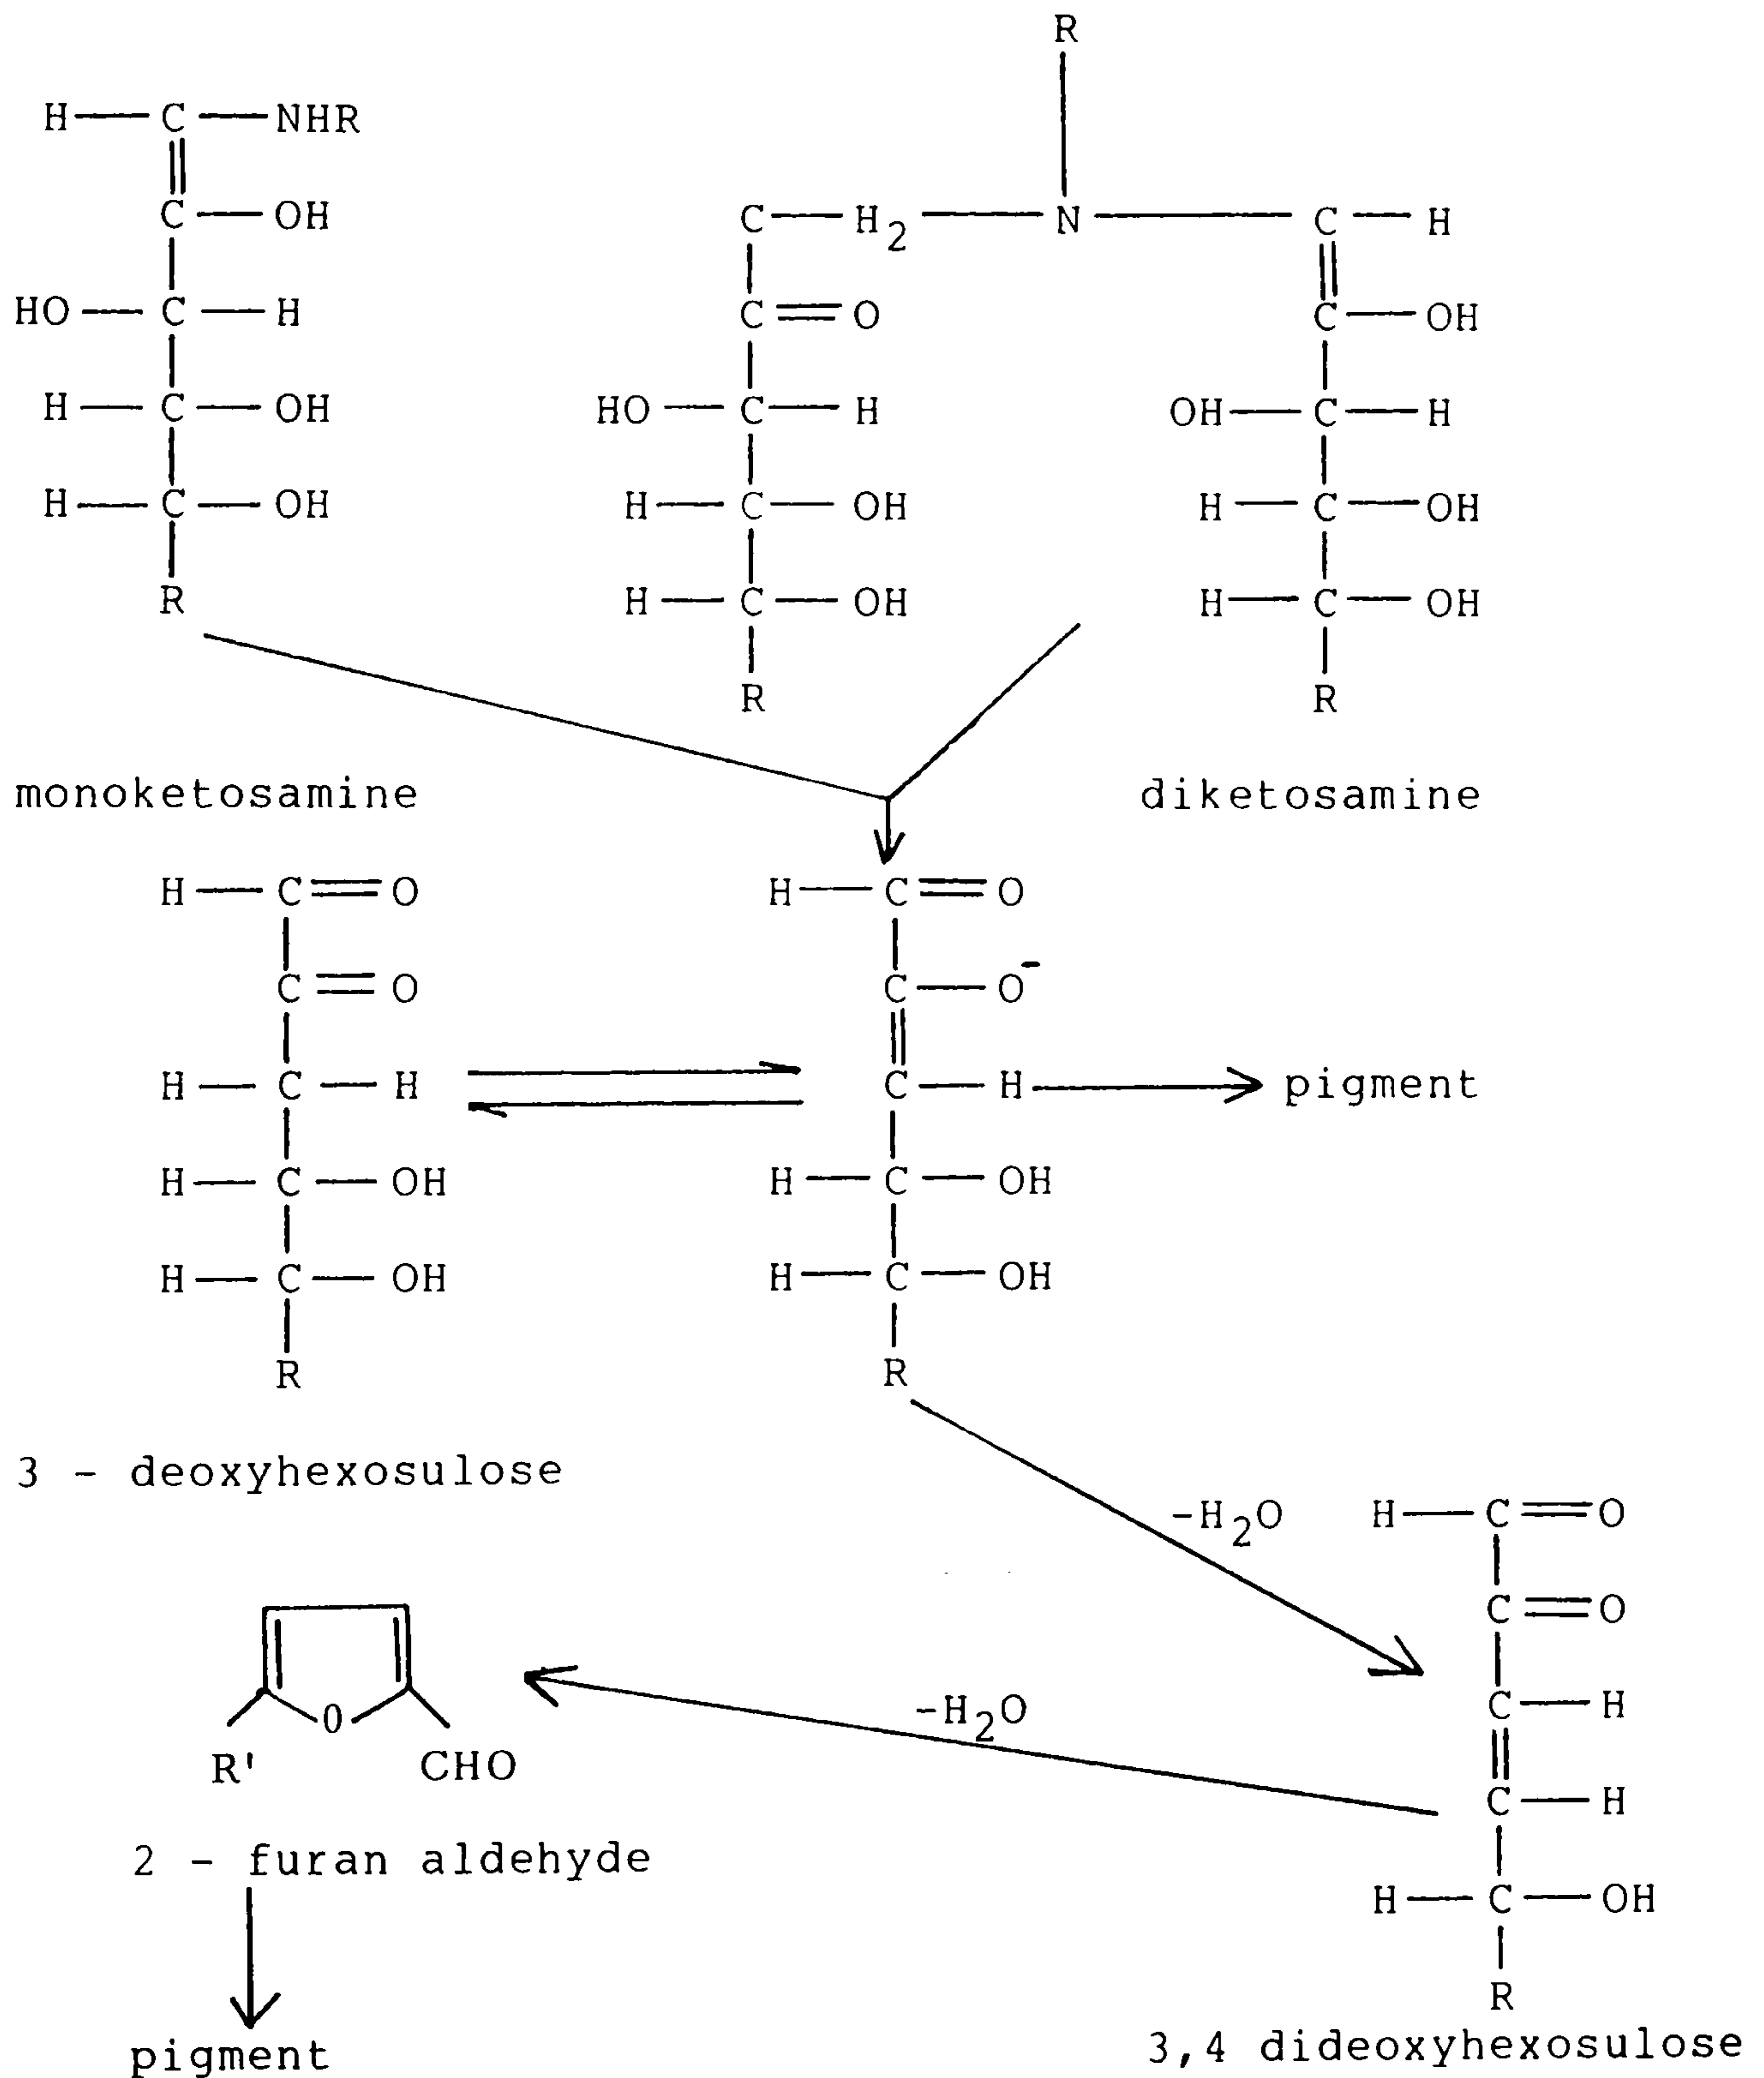 R
H C NHR
C OH
C H2 N C H
HO C H
C O
C OH
H C OH
HO C H
OH C H
H C OH
H C OH
H C OH
R
H C OH
H C OH
R
R
monoketosamine
diketosamine
H C O
H C O
C O
C O-
H C H
C H
pigment
H C OH
H C OH
H C OH
H C OH
R
R
3 - deoxyhexosulose
-H2O
H C O
C O
O
-H2O
C H
R'
CHO
C H
2 - furan aldehyde
H C OH
R
pigment
3,4 dideoxyhexosulose